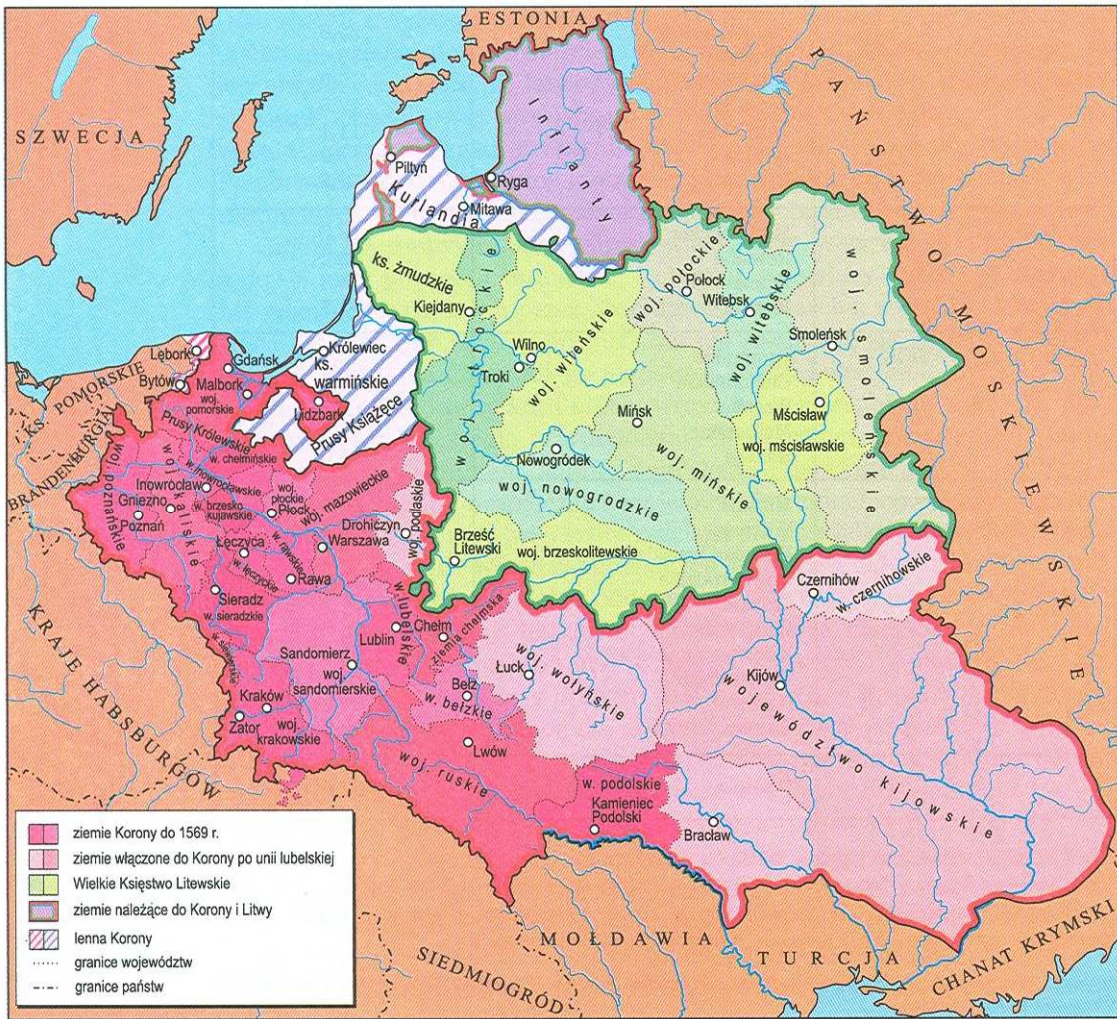 ESTONIA
PAŃSTWO MOSKIEWSKIE
SZWECJA
Inflanty
Piltyń
Ryga
Kurlandia
Mitawa
ks. żmudzkie
Kiejdany
woj. trockie
woj. połockie
Połock
Witebsk
woj. witebskie
Smoleńsk
woj. smoleńskie
Wilno
Troki
woj. wileńskie
Mińsk
woj. mińskie
Mścisław
woj. mścisławskie
Nowogródek
woj. nowogrodzkie
Brześć
Litewski
woj. brzeskolitewskie
Lębork
Gdańsk
Królewiec
ks.
warmińskie
Bytów
Malbork
woj.
pomorskie
Lidzbark
Prusy Książęce
KS. POMORSKIE
BRANDENBURGIA
Prusy Królewskie
w. chełmińskie
woj. poznańskie
woj. kaliskie
w. inowrocławskie
Inowrocław
Gniezno
Poznań
w. brzesko
kujawskie
woj.
płockie
Płock
woj. mazowieckie
Drohiczyn
woj. podlaskie
Warszawa
Łęczyca
w. łęczyckie
w. rawskie
Rawa
Sieradz
w. sieradzkie
w. lubelskie
Lublin
Chełm
ziemia chełmska
Czernihów
w. czernihowskie
Sandomierz
woj.
sandomierskie
Łuck
woj. wołyńskie
Kijów
województwo kijowskie
Bełz
w. bełzkie
Kraków
Zator
woj.
krakowskie
Lwów
woj. ruskie
w. podolskie
Kamieniec
Podolski
Bracław
KRAJE HABSBURGÓW
SIEDMIOGRÓD
MOŁDAWIA
TURCJA
CHANAT KRYMSKI
ziemie Korony do 1569 r.
ziemie włączone do Korony po unii lubelskiej
Wielkie Księstwo Litewskie
ziemie należące do Korony i Litwy
lenna Korony
granice województw
granice państw